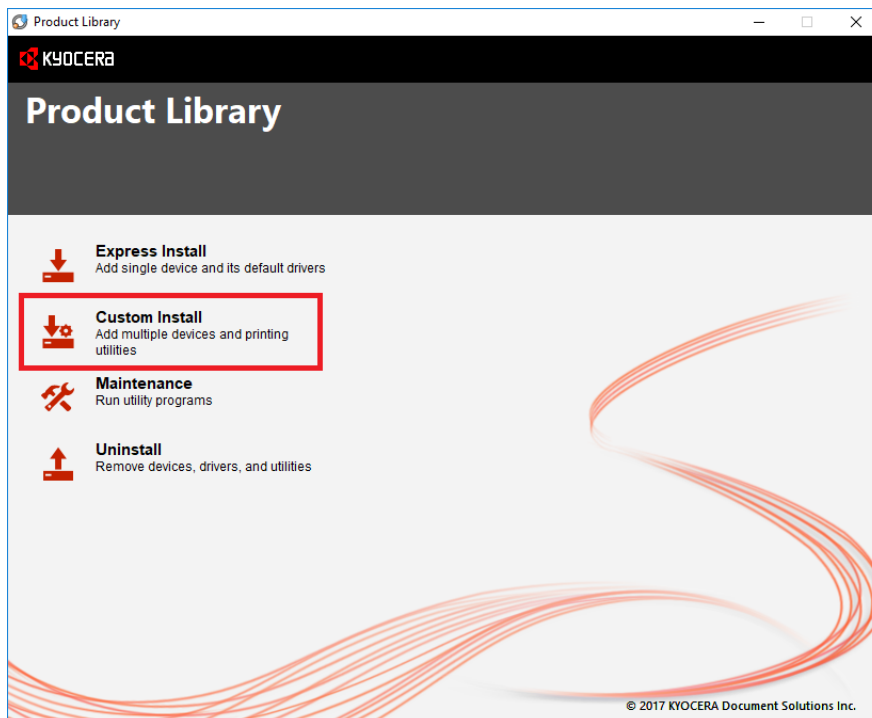 Product Library
KYOCERA
Product Library
Express Install
Add single device and its default drivers
Custom Install
Add multiple devices and printing
utilities
Maintenance
Run utility programs
Uninstall
Remove devices, drivers, and utilities
© 2017 KYOCERA Document Solutions Inc.